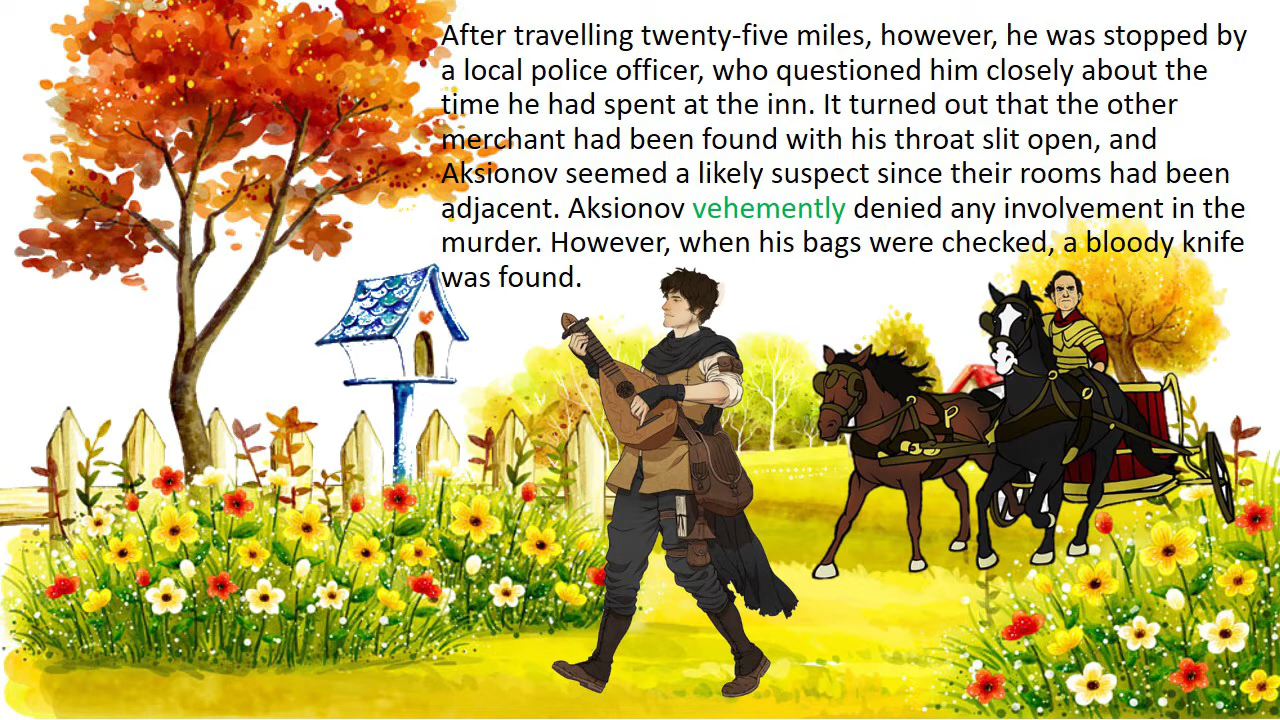 After travelling twenty-five miles, however, he was stopped by
a local police officer, who questioned him closely about the
time he had spent at the inn. It turned out that the other
merchant had been found with his throat slit open, and
Aksionov seemed a likely suspect since their rooms had been
adjacent. Aksionov vehemently denied any involvement in the
murder. However, when his bags were checked, a bloody knife
was found.